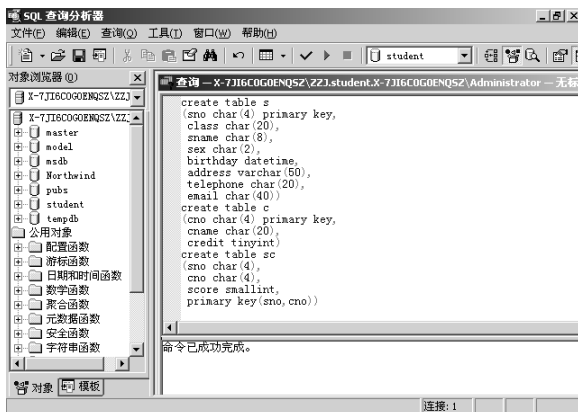 SQL 查询分析器
文件(F) 编辑(E) 查询(Q) 工具(T) 窗口(W) 帮助(H)
student
对象浏览器(Q)
查询 — X-7JI6C0G0ENQSZ\ZZJ.student.X-7JI6C0G0ENQSZ\Administrator — 无标
X-7JI6C0G0ENQSZ\ZZJ
X-7JI6C0G0ENQSZ\ZZJ
master
model
msdb
Northwind
pubs
student
tempdb
公用对象
配置函数
游标函数
日期和时间函数
数学函数
聚合函数
元数据函数
安全函数
字符串函数
对象 模板
create table s
(sno char(4) primary key,
class char(20),
sname char(8),
sex char(2),
birthday datetime,
address varchar(50),
telephone char(20),
email char(40))
create table c
(cno char(4) primary key,
cname char(20),
credit tinyint)
create table sc
(sno char(4),
cno char(4),
score smallint,
primary key(sno,cno))
命令已成功完成。
连接: 1